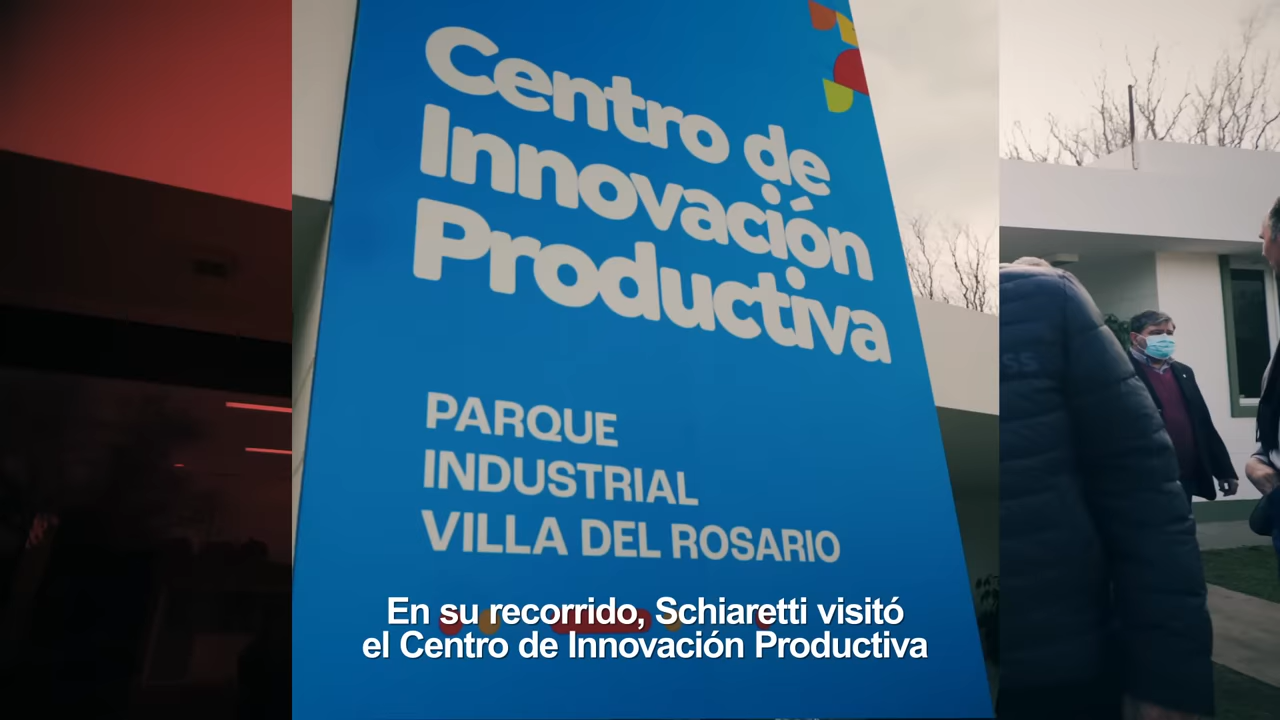 Centro de
Innovación
Productiva
PARQUE
INDUSTRIAL
VILLA DEL ROSARIO
En su recorrido, Schiaretti visitó
el Centro de Innovación Productiva